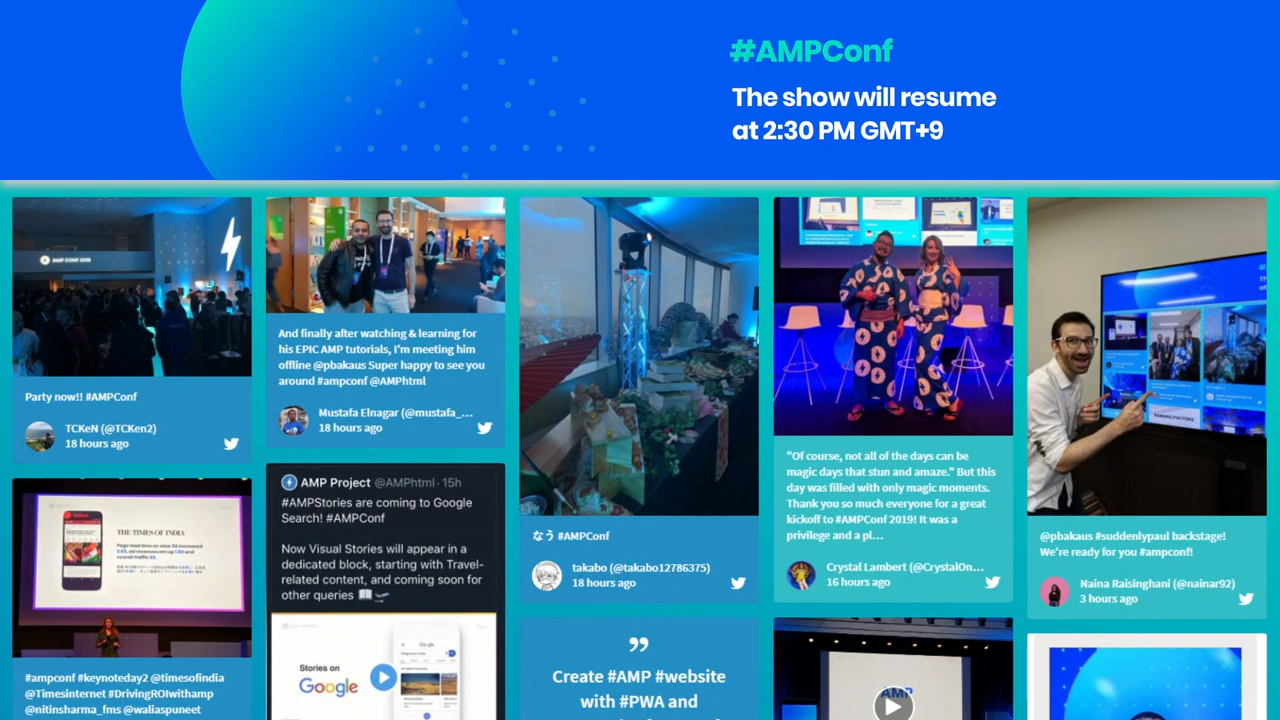 #AMPConf
The show will resume
at 2:30 PM GMT+9
AMP CONF 2019
Party now!! #AMPConf
TCKeN (@TCKen2)
18 hours ago
THE TIMES OF INDIA
#ampconf #keynoteday2 @timesofindia
@Timesinternet #DrivingROIwithamp
@nitinsharma_fms @waliaspuneet
And finally after watching & learning for
his EPIC AMP tutorials, I'm meeting him
offline @pbakaus Super happy to see you
around #ampconf @AMPhtml
Mustafa Elnagar (@mustafa_...
18 hours ago
AMP Project @AMPhtml · 15h
#AMPStories are coming to Google
Search! #AMPConf
Now Visual Stories will appear in a
dedicated block, starting with Travel-
related content, and coming soon for
other queries
Stories on
Google
Google
なう #AMPConf
takabo (@takabo12786375)
18 hours ago
Create #AMP #website
with #PWA and
"Of course, not all of the days can be
magic days that stun and amaze." But this
day was filled with only magic moments.
Thank you so much everyone for a great
kickoff to #AMPConf 2019! It was a
privilege and a pl...
Crystal Lambert (@CrystalOn...
16 hours ago
AMP
RANKING FACTORS
@pbakaus #suddenlypaul backstage!
We're ready for you #ampconf!
Naina Raisinghani (@nainar92)
3 hours ago